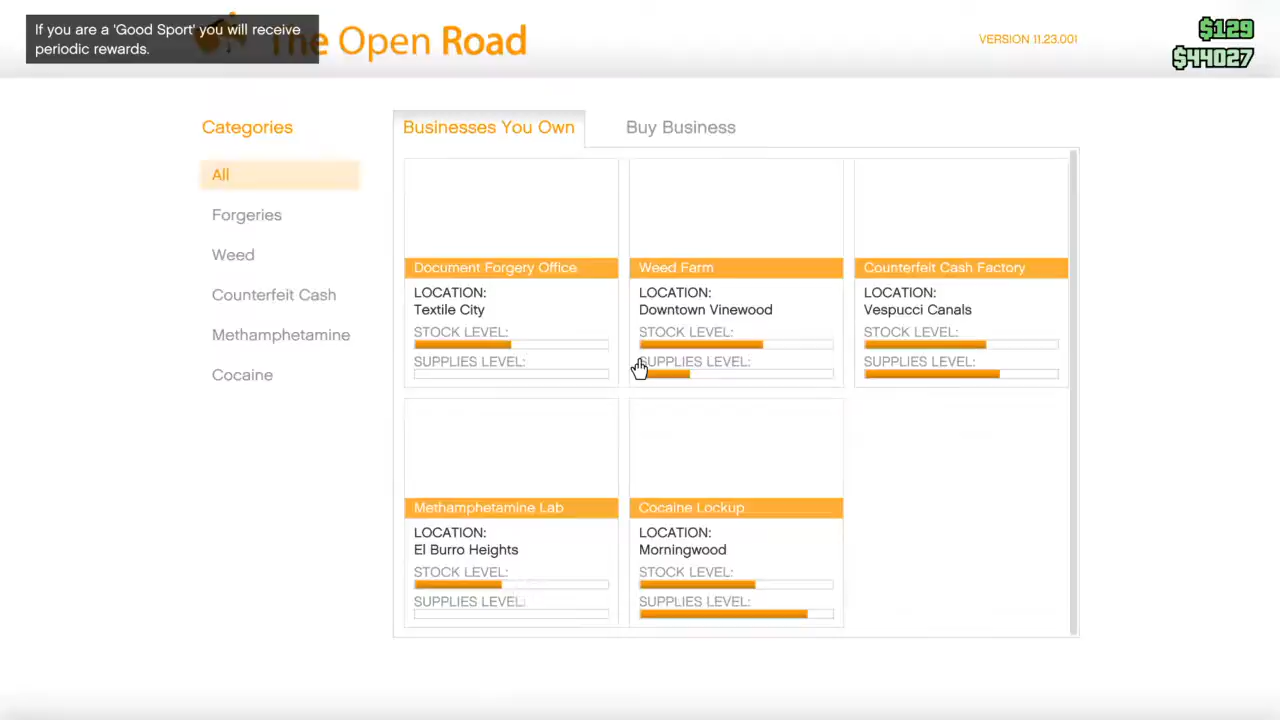 If you are a 'Good Sport' you will receive
periodic rewards.
The Open Road
VERSION 11.23.001
$129
$44027
Categories
All
Forgeries
Weed
Counterfeit Cash
Methamphetamine
Cocaine
Businesses You Own
Buy Business
Document Forgery Office
LOCATION:
Textile City
STOCK LEVEL:
SUPPLIES LEVEL:
Weed Farm
LOCATION:
Downtown Vinewood
STOCK LEVEL:
SUPPLIES LEVEL:
Counterfeit Cash Factory
LOCATION:
Vespucci Canals
STOCK LEVEL:
SUPPLIES LEVEL:
Methamphetamine Lab
LOCATION:
El Burro Heights
STOCK LEVEL:
SUPPLIES LEVEL:
Cocaine Lockup
LOCATION:
Morningwood
STOCK LEVEL:
SUPPLIES LEVEL: